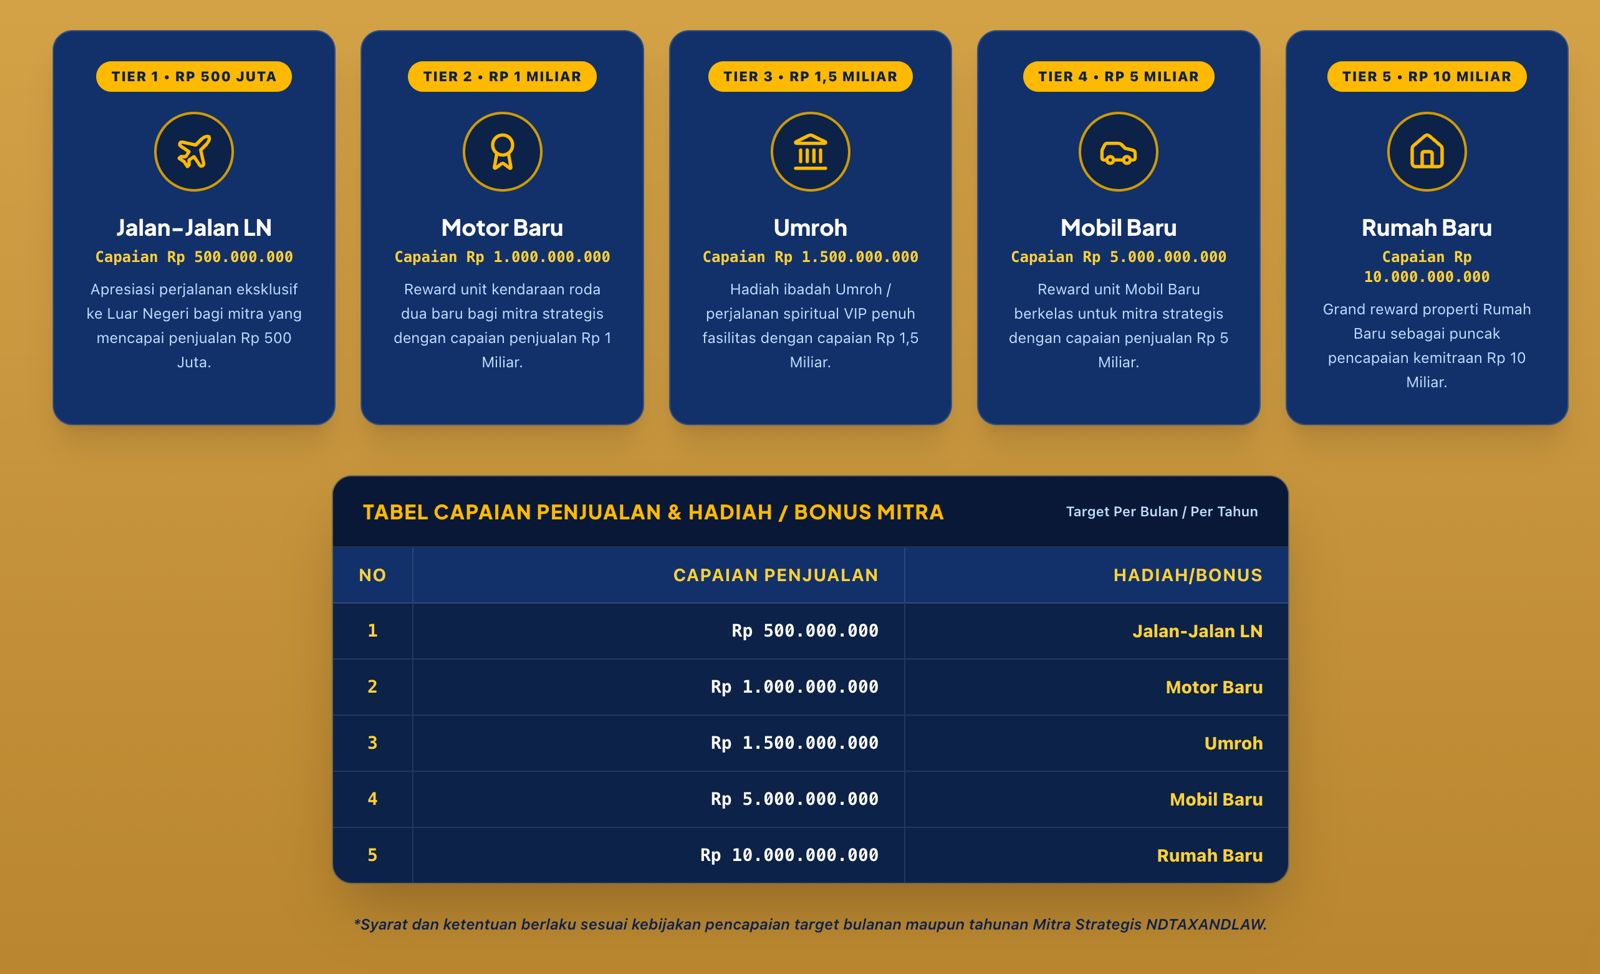 TIER 1 • RP 500 JUTA
Jalan-Jalan LN
Capaian Rp 500.000.000
Apresiasi perjalanan eksklusif
ke Luar Negeri bagi mitra yang
mencapai penjualan Rp 500
Juta.
TIER 2 • RP 1 MILIAR
Motor Baru
Capaian Rp 1.000.000.000
Reward unit kendaraan roda
dua baru bagi mitra strategis
dengan capaian penjualan Rp 1
Miliar.
TIER 3 • RP 1,5 MILIAR
Umroh
Capaian Rp 1.500.000.000
Hadiah ibadah Umroh /
perjalanan spiritual VIP penuh
fasilitas dengan capaian Rp 1,5
Miliar.
TIER 4 • RP 5 MILIAR
Mobil Baru
Capaian Rp 5.000.000.000
Reward unit Mobil Baru
berkelas untuk mitra strategis
dengan capaian penjualan Rp 5
Miliar.
TIER 5 • RP 10 MILIAR
Rumah Baru
Capaian Rp
10.000.000.000
Grand reward properti Rumah
Baru sebagai puncak
pencapaian kemitraan Rp 10
Miliar.
TABEL CAPAIAN PENJUALAN & HADIAH / BONUS MITRA
Target Per Bulan / Per Tahun
NO CAPAIAN PENJUALAN HADIAH/BONUS
1 Rp 500.000.000 Jalan-Jalan LN
2 Rp 1.000.000.000 Motor Baru
3 Rp 1.500.000.000 Umroh
4 Rp 5.000.000.000 Mobil Baru
5 Rp 10.000.000.000 Rumah Baru
*Syarat dan ketentuan berlaku sesuai kebijakan pencapaian target bulanan maupun tahunan Mitra Strategis NDTAXANDLAW.